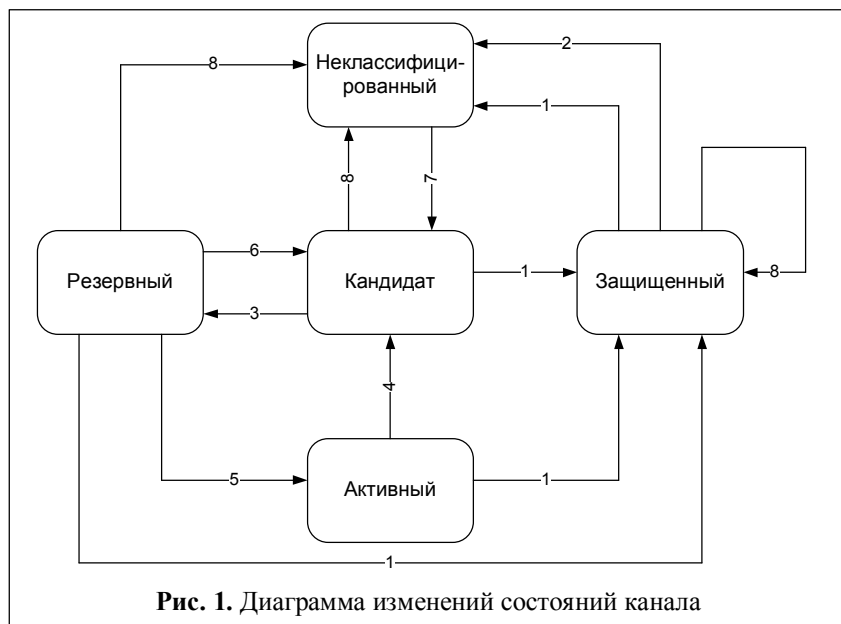 Неклассифици-
рованный
8
2
1
8
7
Резервный
6
Кандидат
1
Защищенный
8
3
4
5
Активный
1
1
Рис. 1. Диаграмма изменений состояний канала